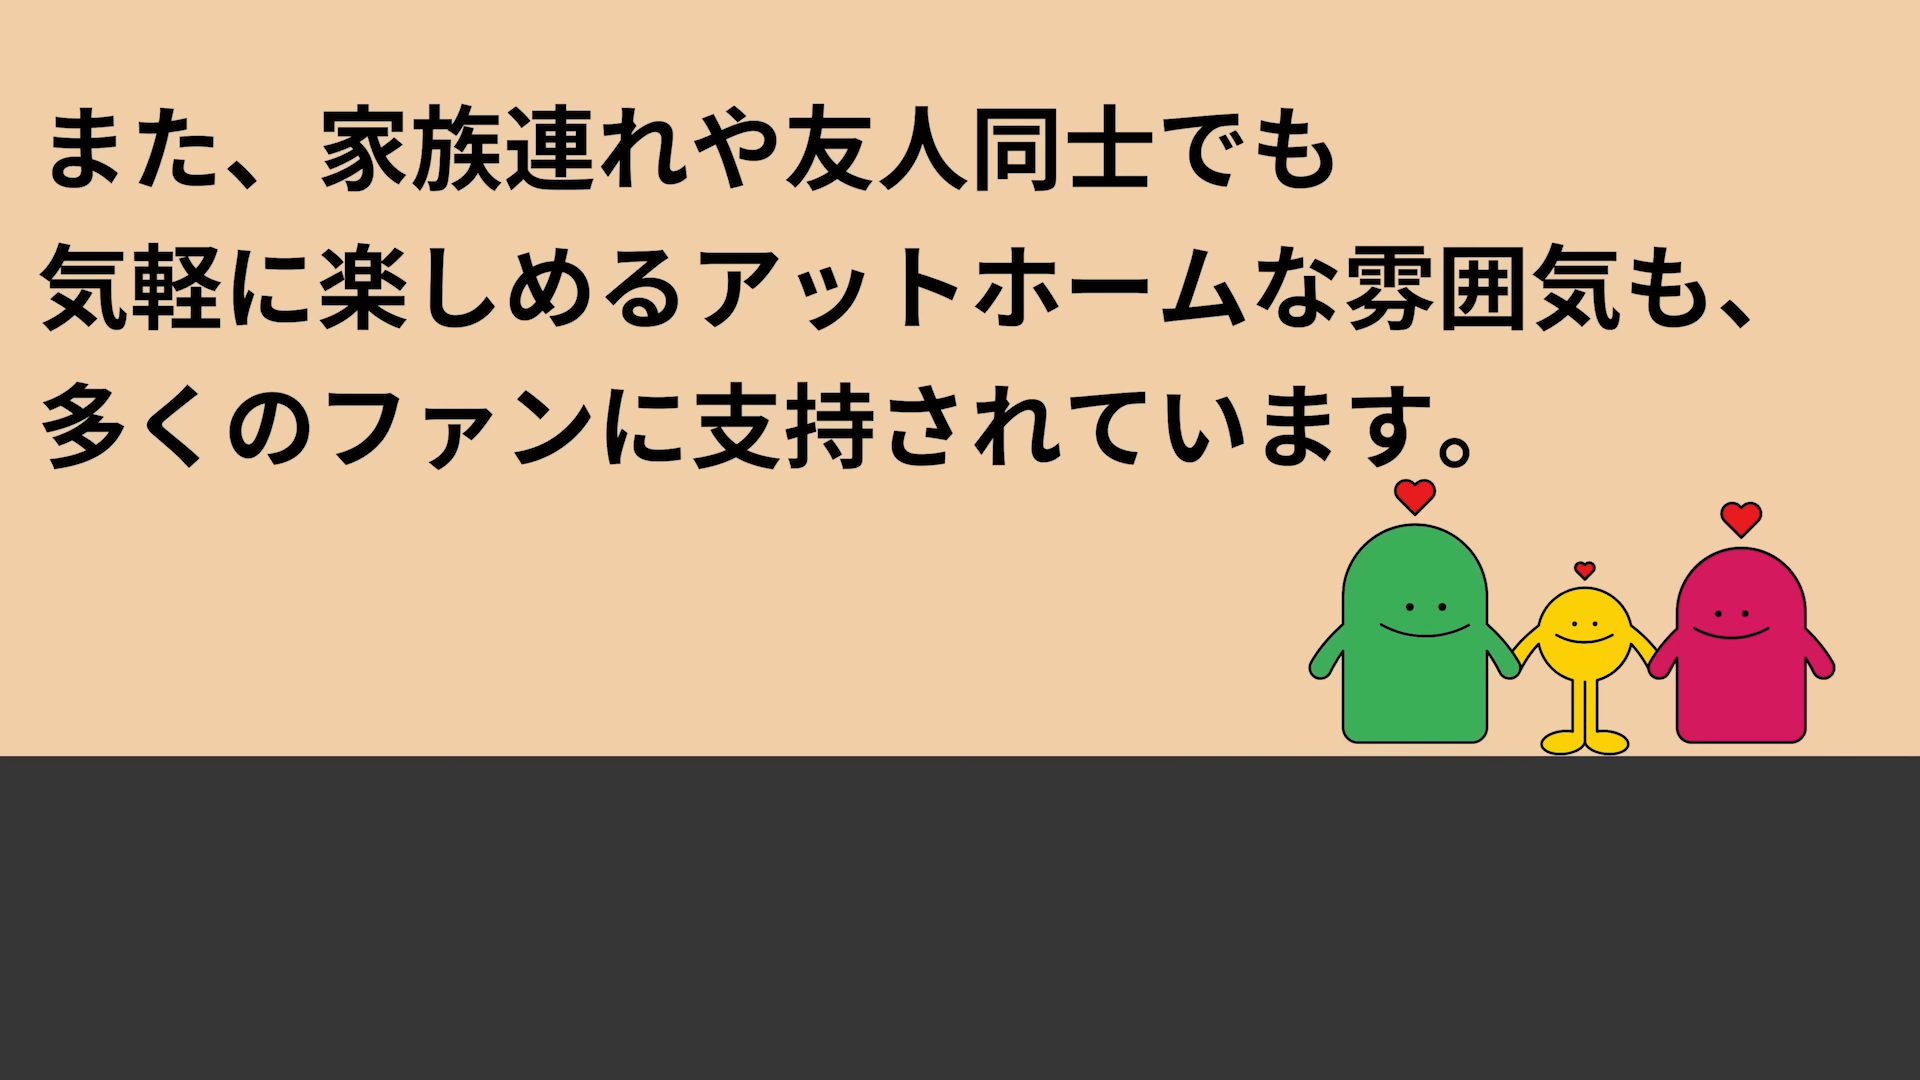 また、家族連れや友人同士でも
気軽に楽しめるアットホームな雰囲気も、
多くのファンに支持されています。